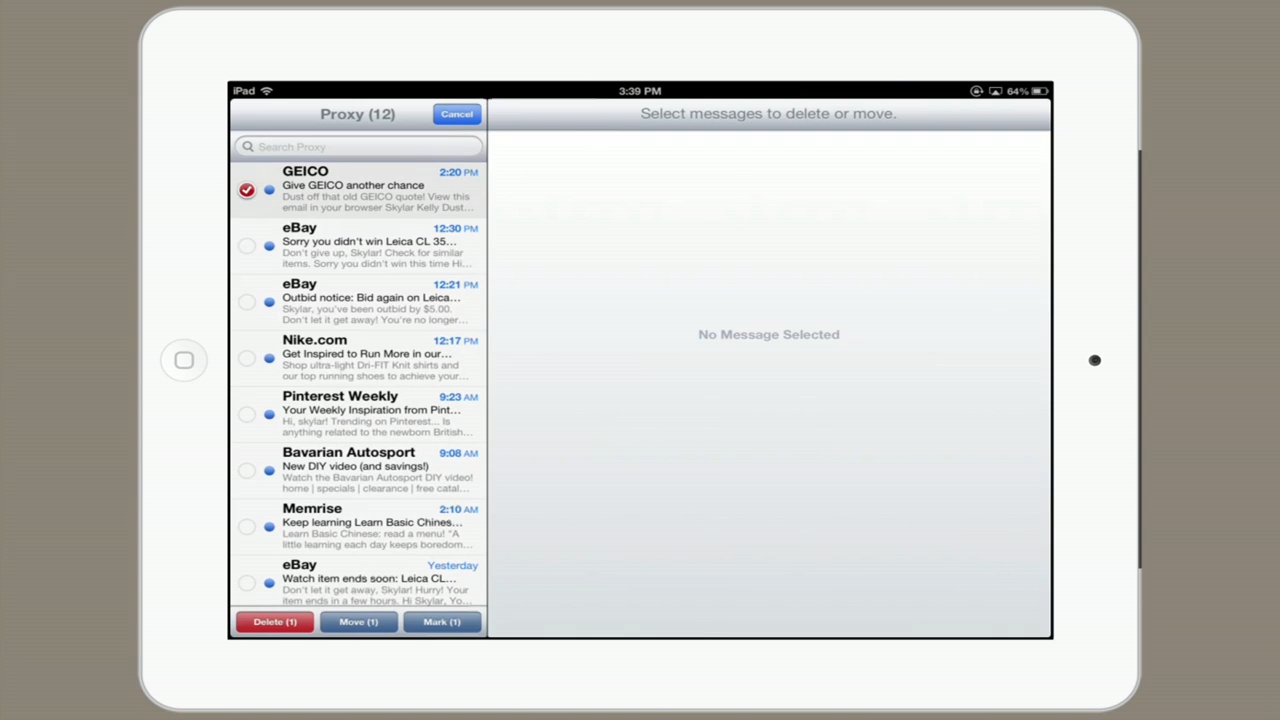 iPad
3:39 PM
64%
Proxy (12)
Cancel
Select messages to delete or move.
Search Proxy
GEICO
2:20 PM
Give GEICO another chance
Dust off that old GEICO quote! View this
email in your browser Skylar Kelly Dust...
eBay
12:30 PM
Sorry you didn't win Leica CL 35...
Don't give up, Skylar! Check for similar
items. Sorry you didn't win this time Hi...
eBay
12:21 PM
Outbid notice: Bid again on Leica...
Skylar, you've been outbid by $5.00.
Don't let it get away! You're no longer...
Nike.com
12:17 PM
Get Inspired to Run More in our...
Shop ultra-light Dri-FIT Knit shirts and
our top running shoes to achieve your...
Pinterest Weekly
9:23 AM
Your Weekly Inspiration from Pint...
Hi, skylar! Trending on Pinterest... Is
anything related to the newborn British...
Bavarian Autosport
9:08 AM
New DIY video (and savings!)
Watch the Bavarian Autosport DIY video!
home | specials | clearance | free catal...
Memrise
2:10 AM
Keep learning Learn Basic Chines...
Learn Basic Chinese: read a menu! "A
little learning each day keeps boredom...
eBay
Yesterday
Watch item ends soon: Leica CL...
Don't let it get away, Skylar! Hurry! Your
item ends in a few hours. Hi Skylar, Yo...
No Message Selected
Delete (1)
Move (1)
Mark (1)